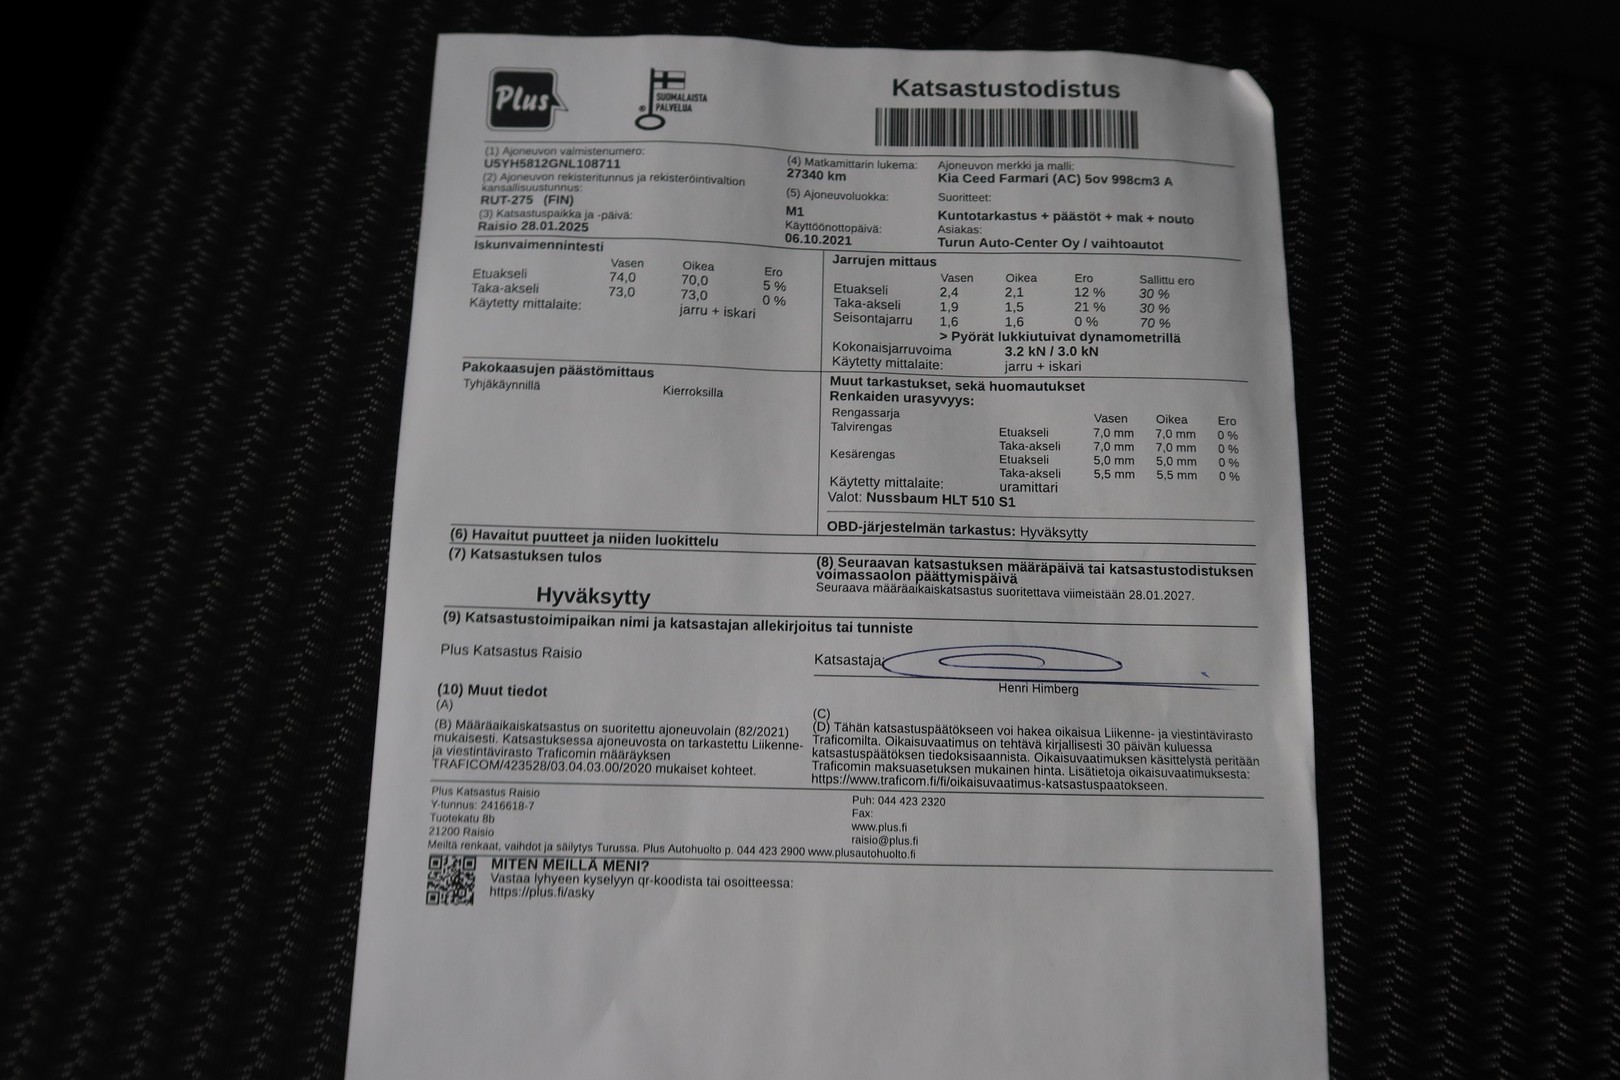 Plus
SUOMALAISTA
PALVELUA
Katsastustodistus
(1) Ajoneuvon valmistenumero:
U5YH5812GNL108711
(2) Ajoneuvon rekisteritunnus ja rekisteröintivaltion
kansallisuustunnus:
RUT-275 (FIN)
(3) Katsastuspaikka ja -päivä:
Raisio 28.01.2025
(4) Matkamittarin lukema:
27340 km
(5) Ajoneuvoluokka:
M1
Käyttöönottopäivä:
06.10.2021
Ajoneuvon merkki ja malli:
Kia Ceed Farmari (AC) 5ov 998cm3 A
Suoritteet:
Kuntotarkastus + päästöt + mak + nouto
Asiakas:
Turun Auto-Center Oy / vaihtoautot
Iskunvaimennintesti
Vasen Oikea Ero
Etuakseli 74,0 70,0 5 %
Taka-akseli 73,0 73,0 0 %
Käytetty mittalaite: jarru + iskari
Jarrujen mittaus
Vasen Oikea Ero Sallittu ero
Etuakseli 2,4 2,1 12 % 30 %
Taka-akseli 1,9 1,5 21 % 30 %
Seisontajarru 1,6 1,6 0 % 70 %
> Pyörät lukkiutuivat dynamometrillä
Kokonaisjarruvoima 3.2 kN / 3.0 kN
Käytetty mittalaite: jarru + iskari
Pakokaasujen päästömittaus
Tyhjäkäynnillä Kierroksilla
Muut tarkastukset, sekä huomautukset
Renkaiden urasyvyys:
Rengassarja Vasen Oikea Ero
Talvirengas Etuakseli 7,0 mm 7,0 mm 0 %
Taka-akseli 7,0 mm 7,0 mm 0 %
Kesärengas Etuakseli 5,0 mm 5,0 mm 0 %
Taka-akseli 5,5 mm 5,5 mm 0 %
Käytetty mittalaite: uramittari
Valot: Nussbaum HLT 510 S1
OBD-järjestelmän tarkastus: Hyväksytty
(6) Havaitut puutteet ja niiden luokittelu
(7) Katsastuksen tulos
Hyväksytty
(8) Seuraavan katsastuksen määräpäivä tai katsastustodistuksen
voimassaolon päättymispäivä
Seuraava määräaikaiskatsastus suoritettava viimeistään 28.01.2027.
(9) Katsastustoimipaikan nimi ja katsastajan allekirjoitus tai tunniste
Plus Katsastus Raisio
Katsastaja:
Henri Himberg
(10) Muut tiedot
(A)
(B) Määräaikaiskatsastus on suoritettu ajoneuvolain (82/2021)
mukaisesti. Katsastuksessa ajoneuvosta on tarkastettu Liikenne-
ja viestintävirasto Traficomin määräyksen
TRAFICOM/423528/03.04.03.00/2020 mukaiset kohteet.
(C)
(D) Tähän katsastuspäätökseen voi hakea oikaisua Liikenne- ja viestintävirasto
Traficomilta. Oikaisuvaatimus on tehtävä kirjallisesti 30 päivän kuluessa
katsastuspäätöksen tiedoksisaannista. Oikaisuvaatimuksen käsittelystä peritään
Traficomin maksuasetuksen mukainen hinta. Lisätietoja oikaisuvaatimuksesta:
https://www.traficom.fi/fi/oikaisuvaatimus-katsastuspaatokseen.
Plus Katsastus Raisio
Y-tunnus: 2416618-7
Tuotekatu 8b
21200 Raisio
Puh: 044 423 2320
Fax:
www.plus.fi
raisio@plus.fi
Meiltä renkaat, vaihdot ja säilytys Turussa. Plus Autohuolto p. 044 423 2900 www.plusautohuolto.fi
MITEN MEILLÄ MENI?
Vastaa lyhyeen kyselyyn qr-koodista tai osoitteessa:
https://plus.fi/asky